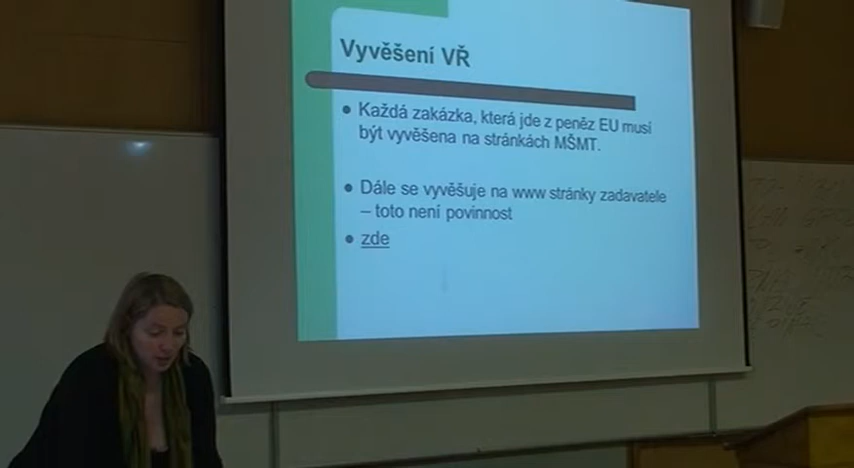 Vyvěšení VŘ
Každá zakázka, která jde z peněz EU musí
být vyvěšena na stránkách MŠMT.
Dále se vyvěšuje na www stránky zadavatele
– toto není povinnost
zde